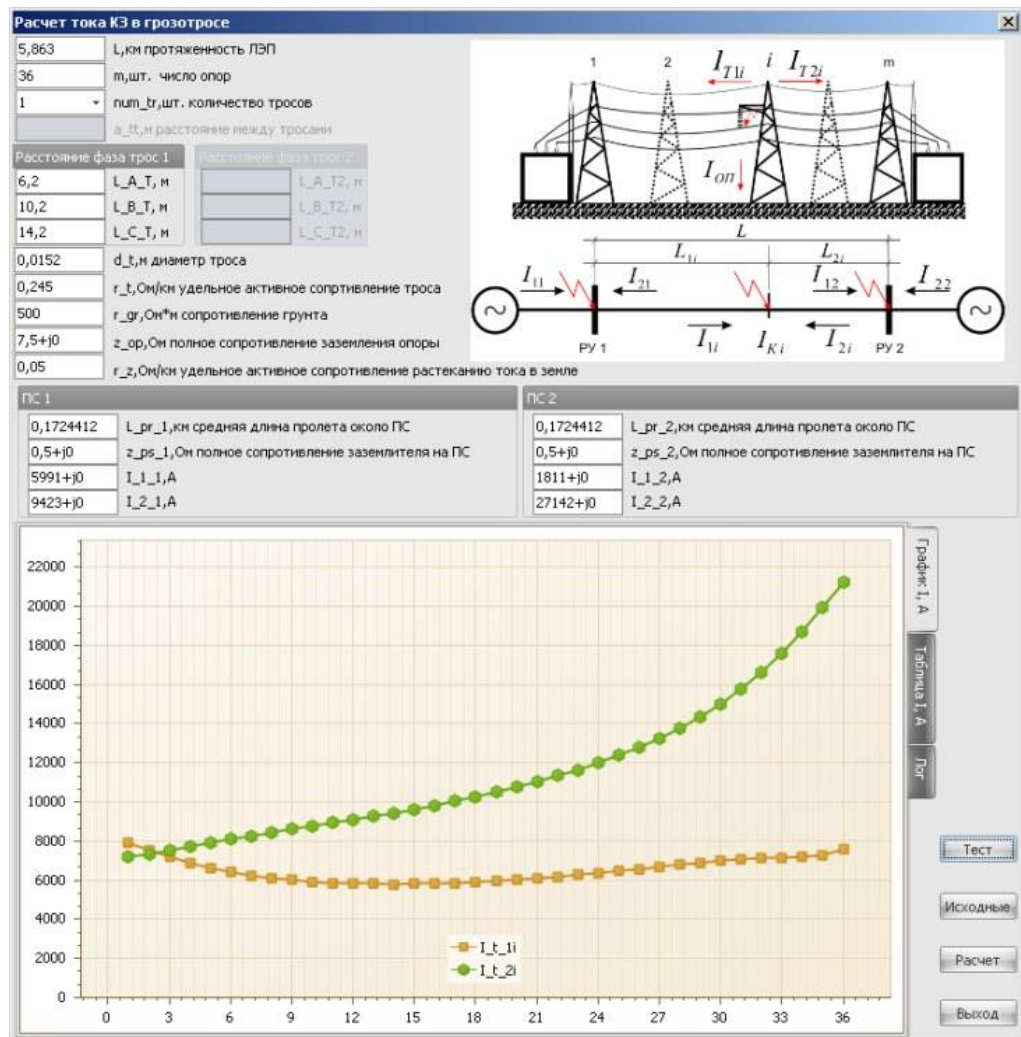 Расчет тока КЗ в грозотросе
5,863 L,км протяженность ЛЭП
36 m,шт. число опор
1 num_tr,шт. количество тросов
a_tt,м расстояние между тросами
Расстояние фаза трос 1 Расстояние фаза трос 2
6,2 L_A_T, м L_A_T2, м
10,2 L_B_T, м L_B_T2, м
14,2 L_C_T, м L_C_T2, м
0,0152 d_t,м диаметр троса
0,245 r_t,Ом/км удельное активное сопртивление троса
500 r_gr,Ом*м сопротивление грунта
7,5+j0 z_op,Ом полное сопротивление заземления опоры
0,05 r_z,Ом/км удельное активное сопротивление растеканию тока в земле
1 2 i m
I_T1i I_T2i
I_ОП
L
L_1i L_2i
I_11 I_21 I_12 I_22
РУ 1 I_1i I_Кi I_2i РУ 2
ПС 1
0,1724412 L_pr_1,км средняя длина пролета около ПС
0,5+j0 z_ps_1,Ом полное сопротивление заземлителя на ПС
5991+j0 I_1_1,А
9423+j0 I_2_1,А
ПС 2
0,1724412 L_pr_2,км средняя длина пролета около ПС
0,5+j0 z_ps_2,Ом полное сопротивление заземлителя на ПС
1811+j0 I_1_2,А
27142+j0 I_2_2,А
22000
20000
18000
16000
14000
12000
10000
8000
6000
4000
2000
0
0 3 6 9 12 15 18 21 24 27 30 33 36
I_t_1i
I_t_2i
График I, А
Таблица I, А
Лог
Тест
Исходные
Расчет
Выход